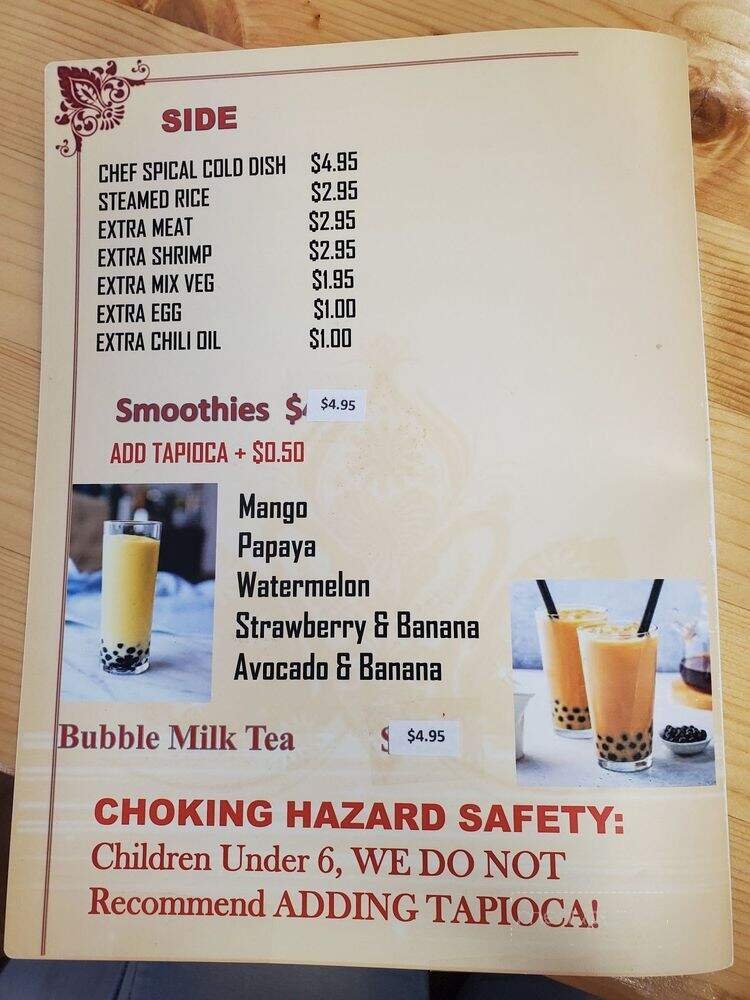 SIDE
CHEF SPICAL COLD DISH $4.95
STEAMED RICE $2.95
EXTRA MEAT $2.95
EXTRA SHRIMP $2.95
EXTRA MIX VEG $1.95
EXTRA EGG $1.00
EXTRA CHILI OIL $1.00
Smoothies $4 $4.95
ADD TAPIOCA + $0.50
Mango
Papaya
Watermelon
Strawberry & Banana
Avocado & Banana
Bubble Milk Tea $ $4.95
CHOKING HAZARD SAFETY:
Children Under 6, WE DO NOT
Recommend ADDING TAPIOCA!